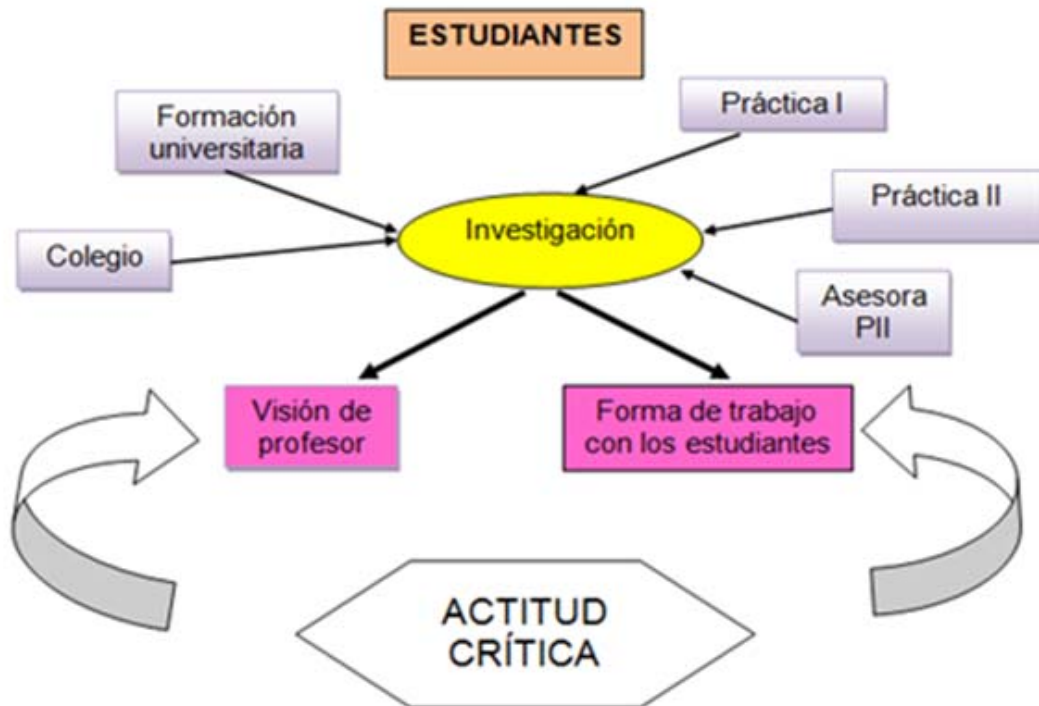 ESTUDIANTES
Formación
universitaria
Práctica I
Práctica II
Investigación
Colegio
Asesora
PII
Visión de
profesor
Forma de trabajo
con los estudiantes
ACTITUD
CRÍTICA